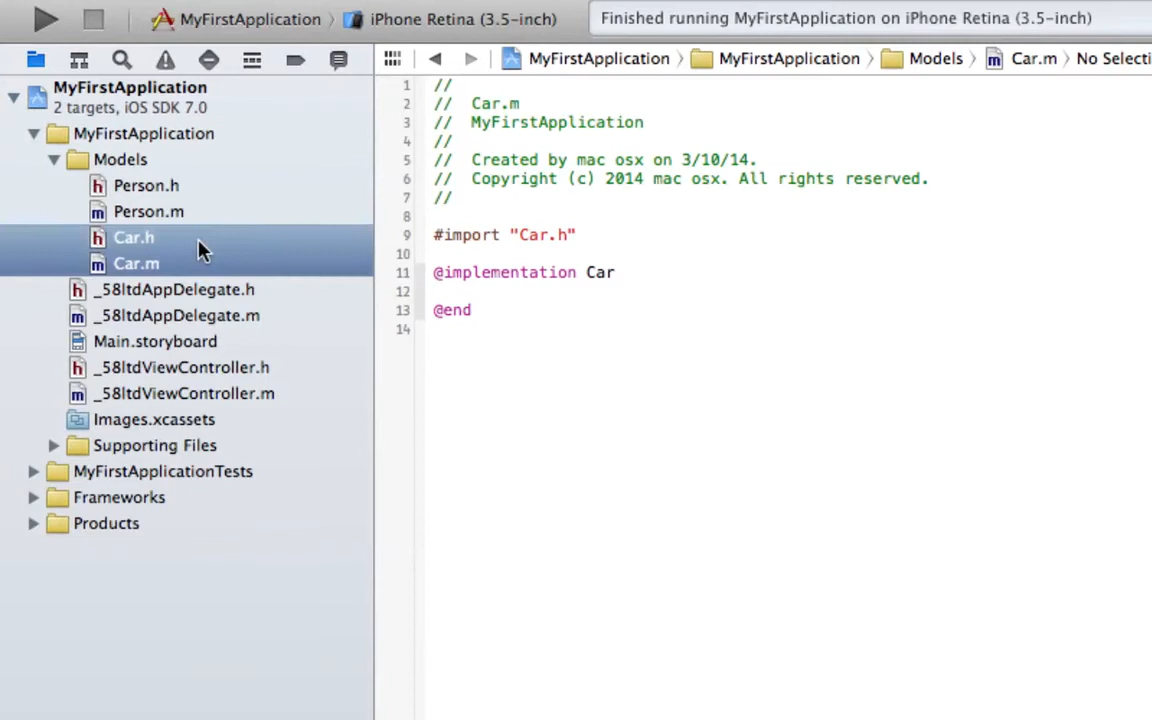 MyFirstApplication 〉 iPhone Retina (3.5-inch)
Finished running MyFirstApplication on iPhone Retina (3.5-inch)
MyFirstApplication 〉 MyFirstApplication 〉 Models 〉 Car.m 〉 No Selecti
MyFirstApplication
2 targets, iOS SDK 7.0
MyFirstApplication
Models
h Person.h
m Person.m
h Car.h
m Car.m
h _58ltdAppDelegate.h
m _58ltdAppDelegate.m
Main.storyboard
h _58ltdViewController.h
m _58ltdViewController.m
Images.xcassets
Supporting Files
MyFirstApplicationTests
Frameworks
Products
1 //
2 //  Car.m
3 //  MyFirstApplication
4 //
5 //  Created by mac osx on 3/10/14.
6 //  Copyright (c) 2014 mac osx. All rights reserved.
7 //
8
9 #import "Car.h"
10
11 @implementation Car
12
13 @end
14